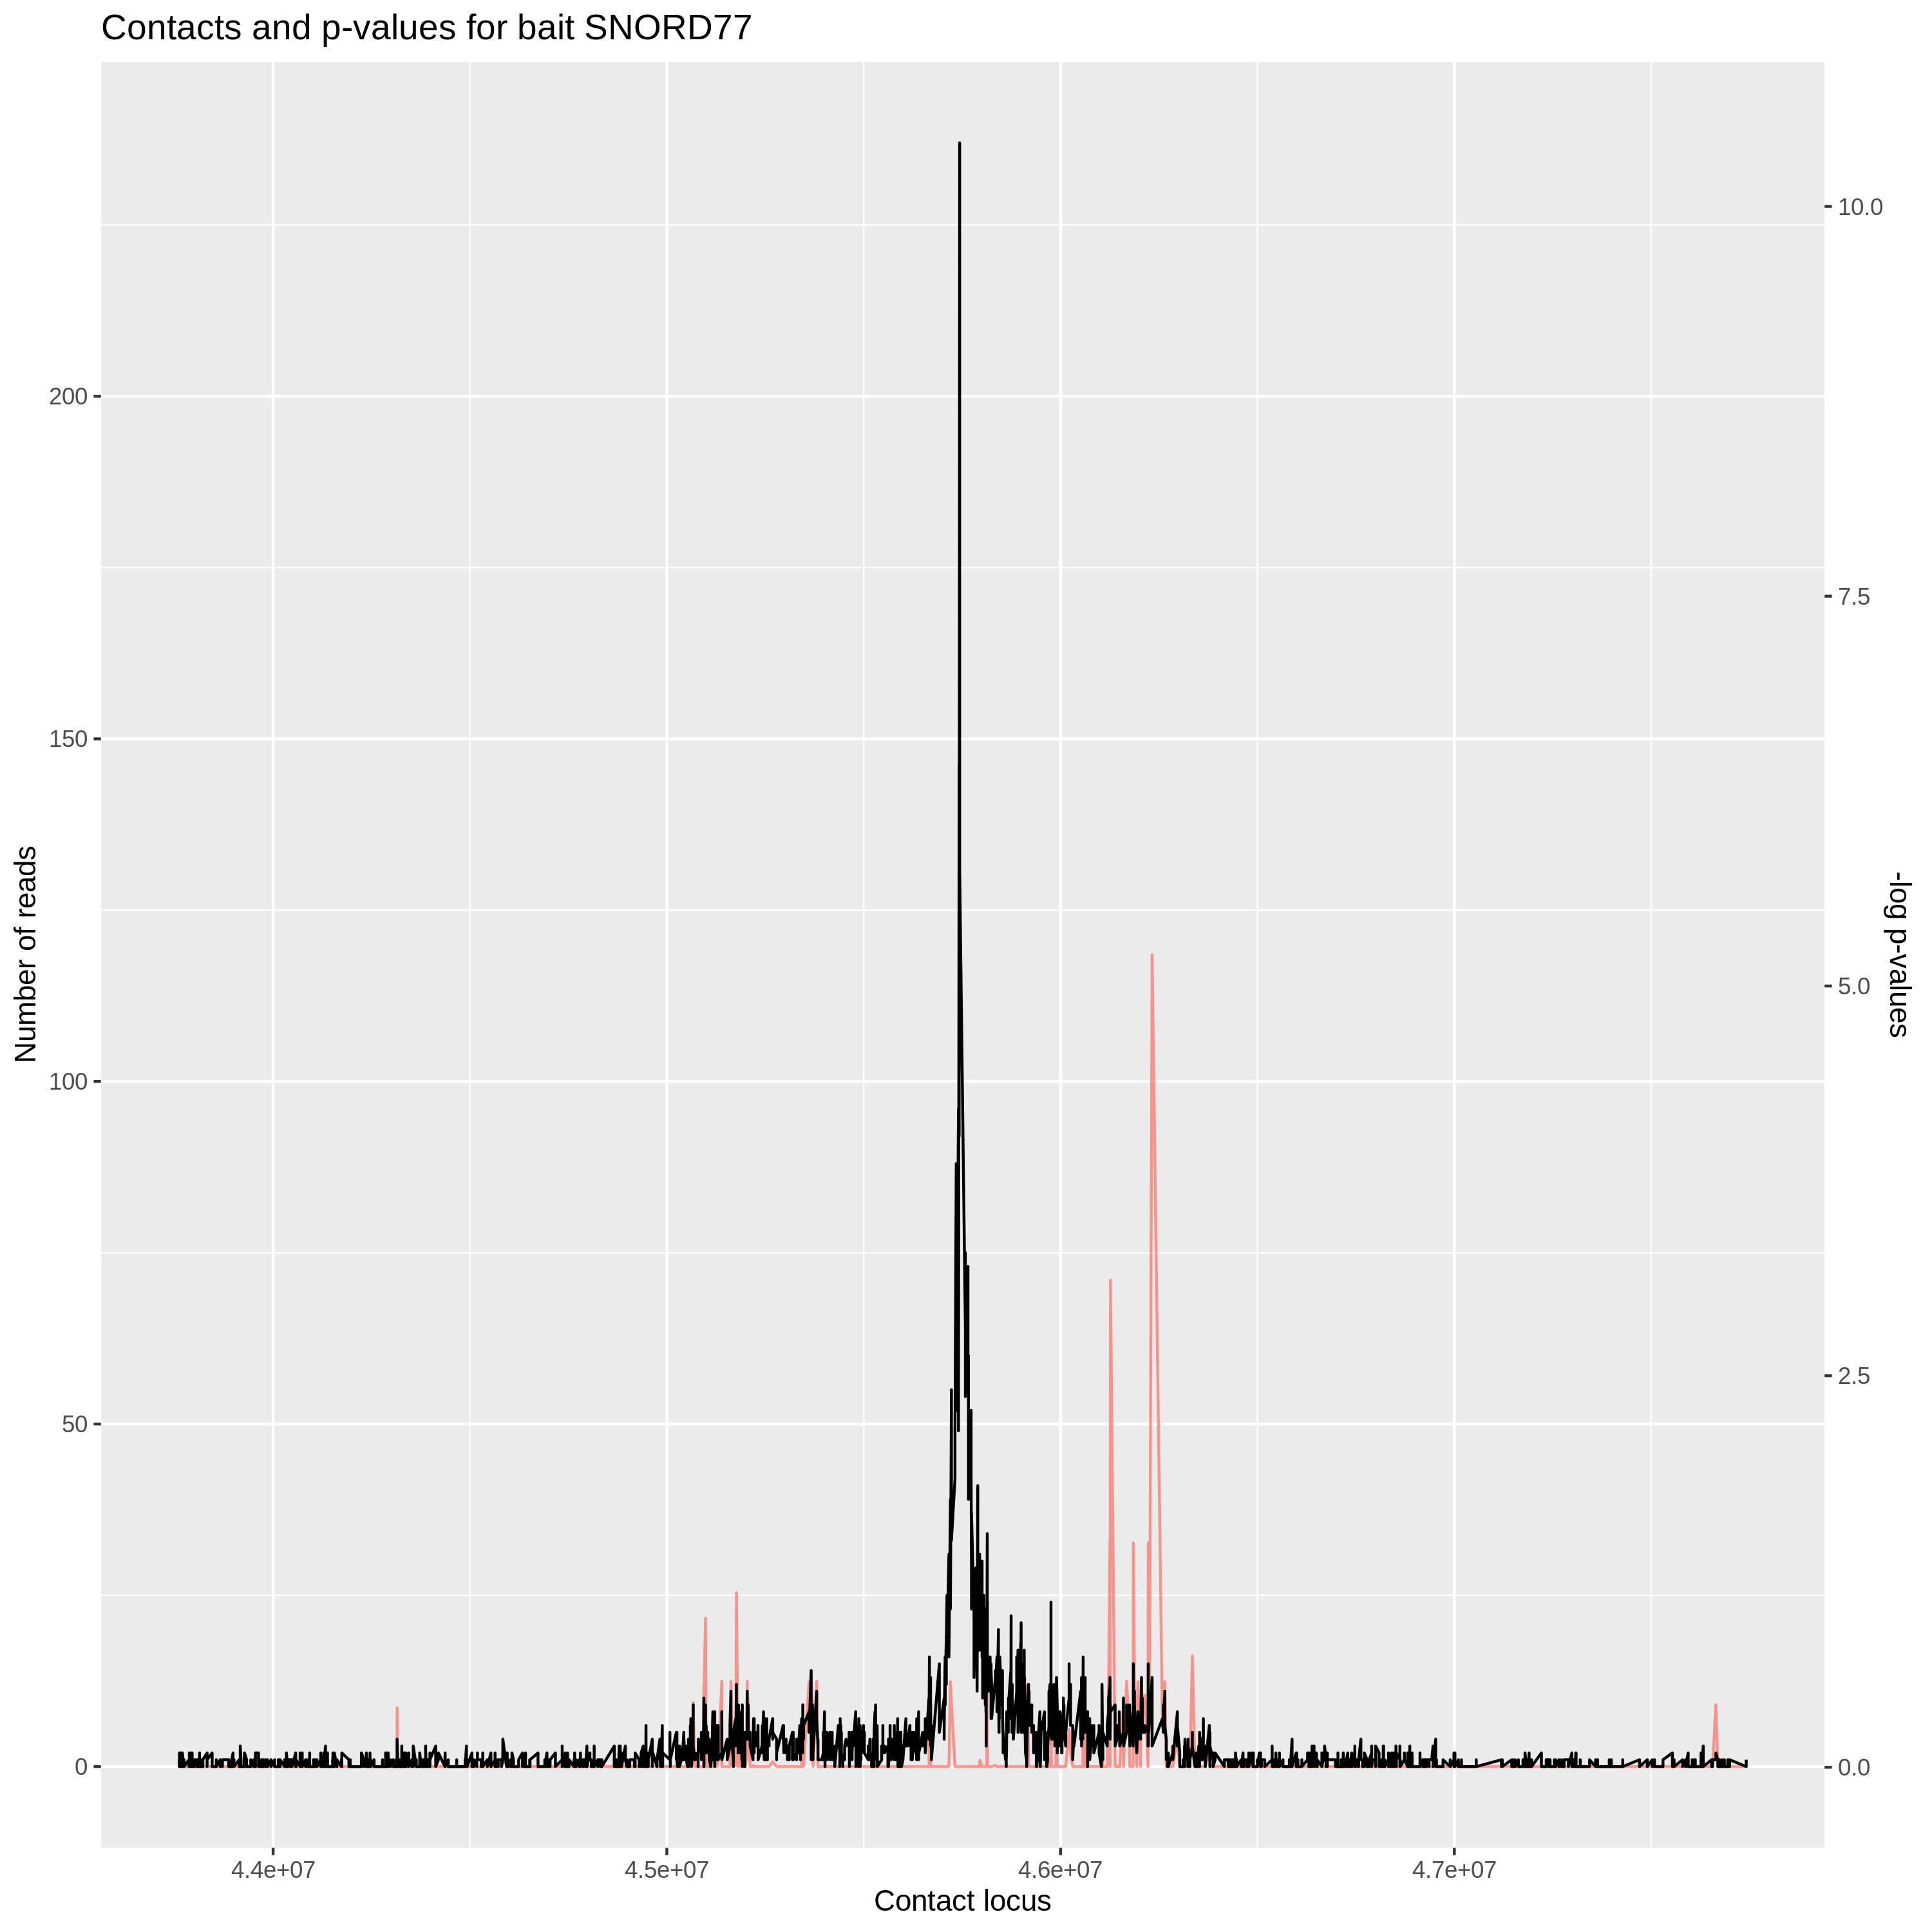 Contacts and p-values for bait SNORD77
200
150
100
50
0
Number of reads
10.0
7.5
5.0
2.5
0.0
-log p-values
4.4e+07 4.5e+07 4.6e+07 4.7e+07
Contact locus